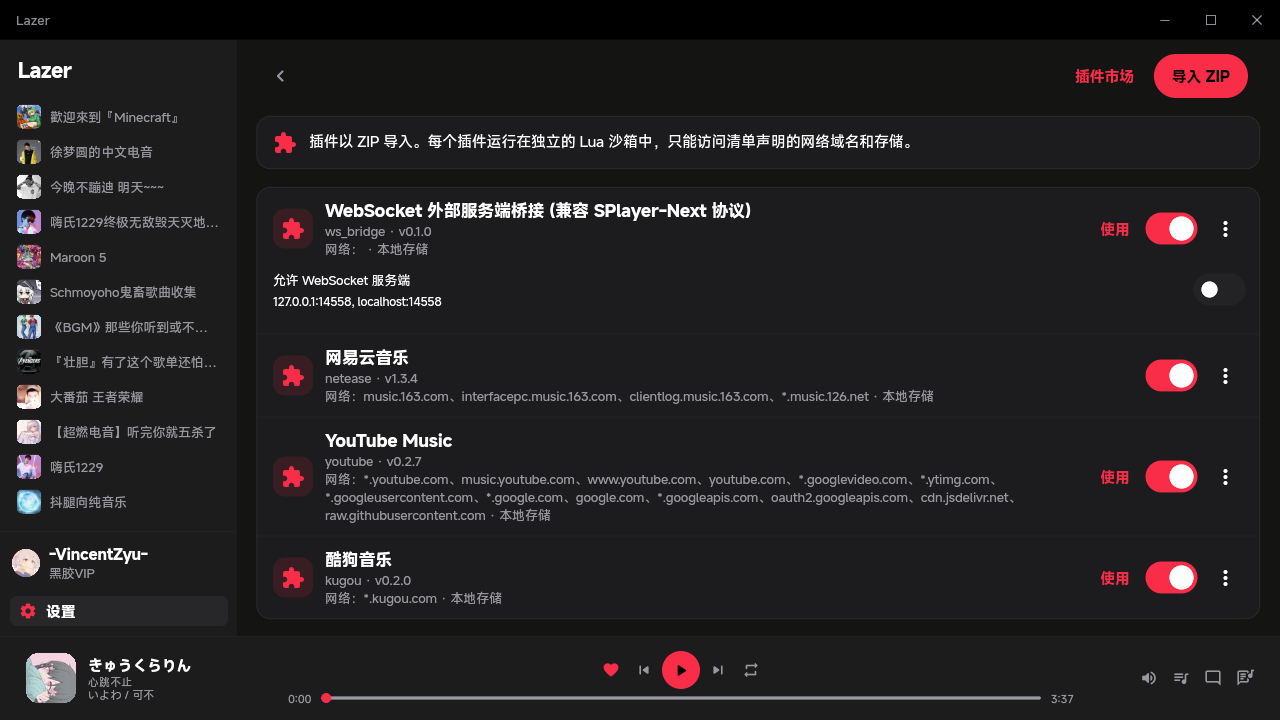 Lazer
Lazer
歡迎來到『Minecraft』
徐梦圆的中文电音
今晚不蹦迪 明天~~~
嗨氏1229终极无敌毁天灭地…
Maroon 5
Schmoyoho鬼畜歌曲收集
《BGM》那些你听到或不…
『壮胆』有了这个歌单还怕…
大番茄 王者荣耀
【超燃电音】听完你就五杀了
嗨氏1229
抖腿向纯音乐
-VincentZyu-
黑胶VIP
设置
插件市场
导入 ZIP
插件以 ZIP 导入。每个插件运行在独立的 Lua 沙箱中，只能访问清单声明的网络域名和存储。
WebSocket 外部服务端桥接 (兼容 SPlayer-Next 协议)
ws_bridge · v0.1.0
网络： · 本地存储
使用
允许 WebSocket 服务端
127.0.0.1:14558, localhost:14558
网易云音乐
netease · v1.3.4
网络：music.163.com、interfacepc.music.163.com、clientlog.music.163.com、*.music.126.net · 本地存储
YouTube Music
youtube · v0.2.7
网络：*.youtube.com、music.youtube.com、www.youtube.com、youtube.com、*.googlevideo.com、*.ytimg.com、
*.googleusercontent.com、*.google.com、google.com、*.googleapis.com、oauth2.googleapis.com、cdn.jsdelivr.net、
raw.githubusercontent.com · 本地存储
使用
酷狗音乐
kugou · v0.2.0
网络：*.kugou.com · 本地存储
使用
きゅうくらりん
心跳不止
いよわ / 可不
0:00
3:37